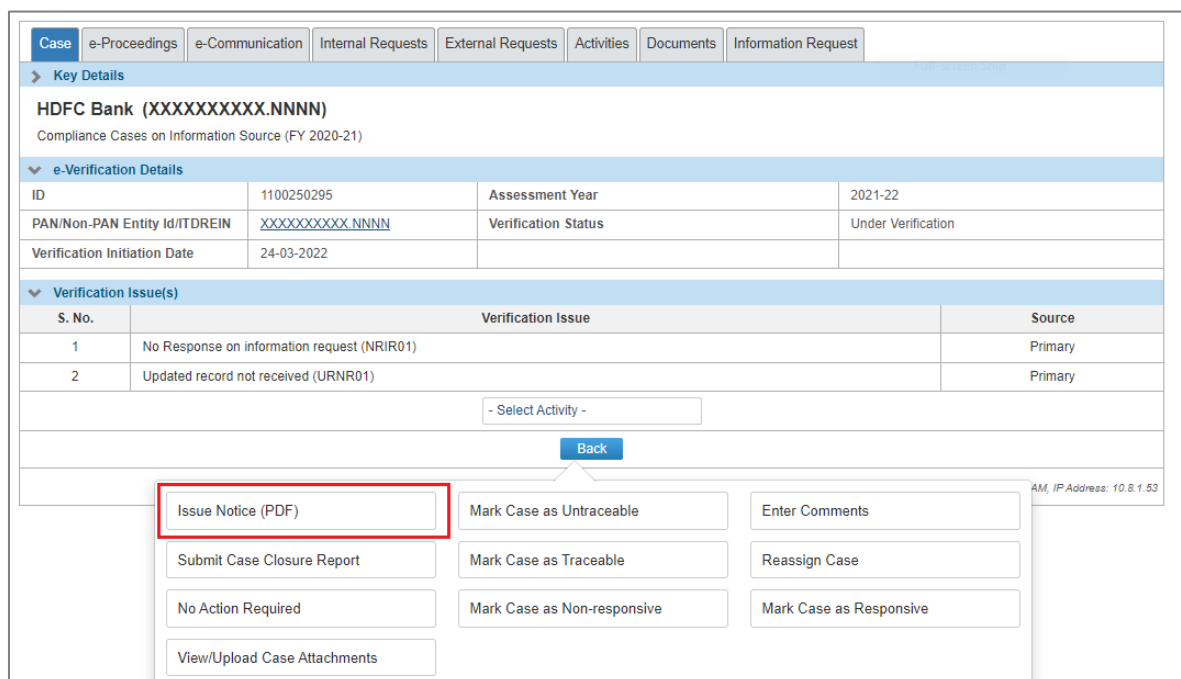 Case e-Proceedings e-Communication Internal Requests External Requests Activities Documents Information Request
Key Details
HDFC Bank (XXXXXXXXXX.NNNN)
Compliance Cases on Information Source (FY 2020-21)
e-Verification Details
ID 1100250295 Assessment Year 2021-22
PAN/Non-PAN Entity Id/ITDREIN XXXXXXXXXX.NNNN Verification Status Under Verification
Verification Initiation Date 24-03-2022
Verification Issue(s)
S. No. Verification Issue Source
1 No Response on information request (NRIR01) Primary
2 Updated record not received (URNR01) Primary
- Select Activity -
Back
AM, IP Address: 10.8.1.53
Issue Notice (PDF) Mark Case as Untraceable Enter Comments
Submit Case Closure Report Mark Case as Traceable Reassign Case
No Action Required Mark Case as Non-responsive Mark Case as Responsive
View/Upload Case Attachments